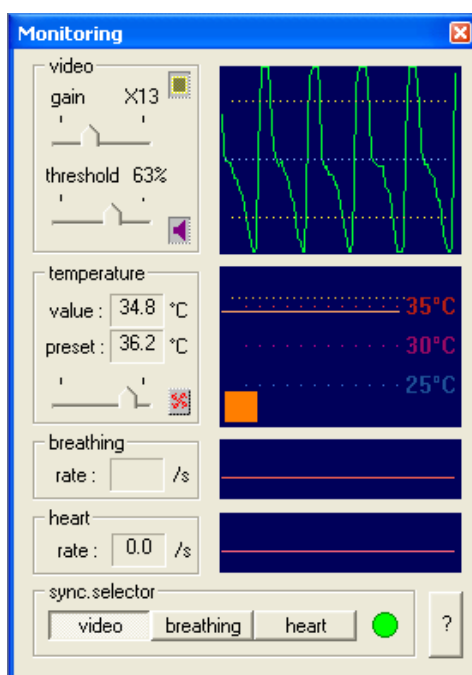 Monitoring
video
gain X13
threshold 63%
temperature
value : 34.8 °C
preset : 36.2 °C
35°C
30°C
25°C
breathing
rate : /s
heart
rate : 0.0 /s
sync.selector
video breathing heart ?